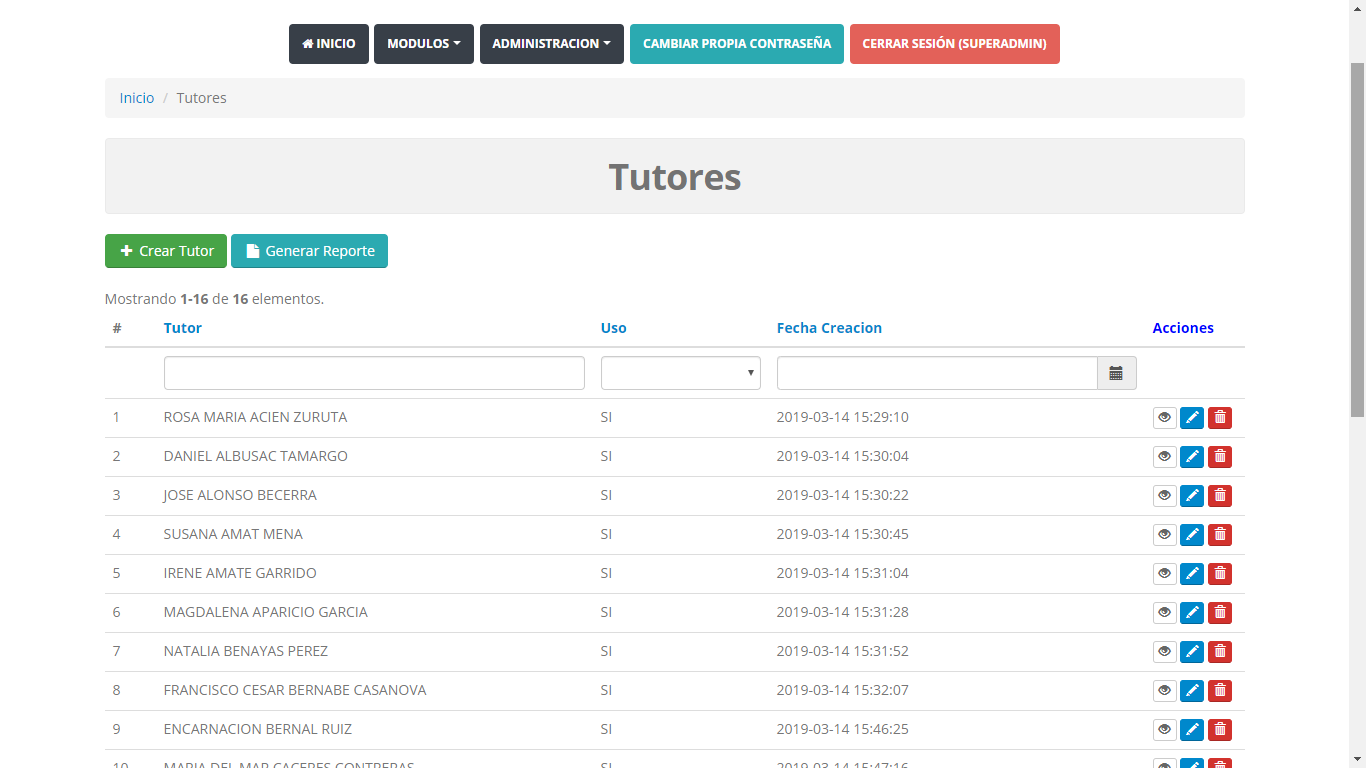 INICIO MODULOS ADMINISTRACION CAMBIAR PROPIA CONTRASEÑA CERRAR SESIÓN (SUPERADMIN)
Inicio / Tutores
Tutores
Crear Tutor Generar Reporte
Mostrando 1-16 de 16 elementos.
# Tutor Uso Fecha Creacion Acciones
1 ROSA MARIA ACIEN ZURUTA SI 2019-03-14 15:29:10
2 DANIEL ALBUSAC TAMARGO SI 2019-03-14 15:30:04
3 JOSE ALONSO BECERRA SI 2019-03-14 15:30:22
4 SUSANA AMAT MENA SI 2019-03-14 15:30:45
5 IRENE AMATE GARRIDO SI 2019-03-14 15:31:04
6 MAGDALENA APARICIO GARCIA SI 2019-03-14 15:31:28
7 NATALIA BENAYAS PEREZ SI 2019-03-14 15:31:52
8 FRANCISCO CESAR BERNABE CASANOVA SI 2019-03-14 15:32:07
9 ENCARNACION BERNAL RUIZ SI 2019-03-14 15:46:25
10 MARIA DEL MAR CACERES CONTRERAS SI 2019-03-14 15:47:16